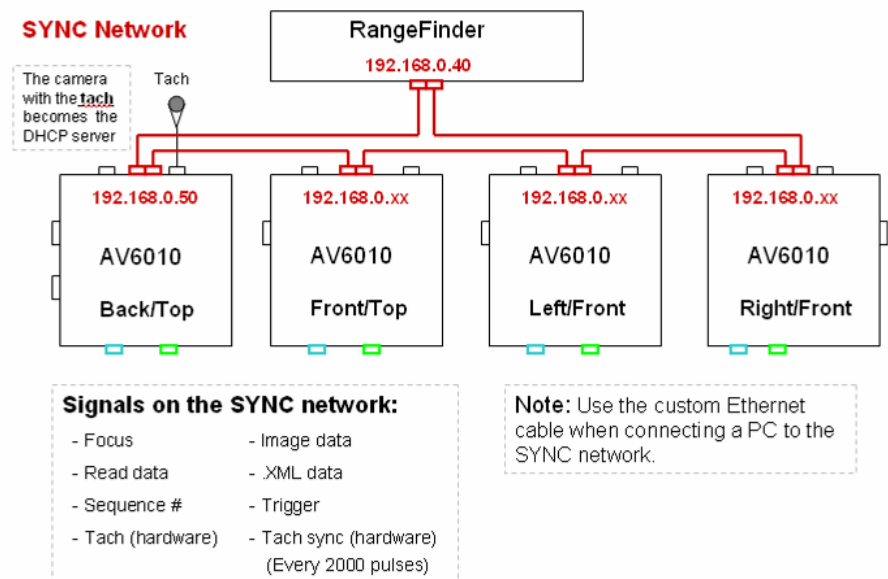 SYNC Network
The camera
with the tach
becomes the
DHCP server
Tach
RangeFinder
192.168.0.40
192.168.0.50
AV6010
Back/Top
192.168.0.xx
AV6010
Front/Top
192.168.0.xx
AV6010
Left/Front
192.168.0.xx
AV6010
Right/Front
Signals on the SYNC network:
- Focus
- Read data
- Sequence #
- Tach (hardware)
- Image data
- .XML data
- Trigger
- Tach sync (hardware)
(Every 2000 pulses)
Note: Use the custom Ethernet
cable when connecting a PC to the
SYNC network.